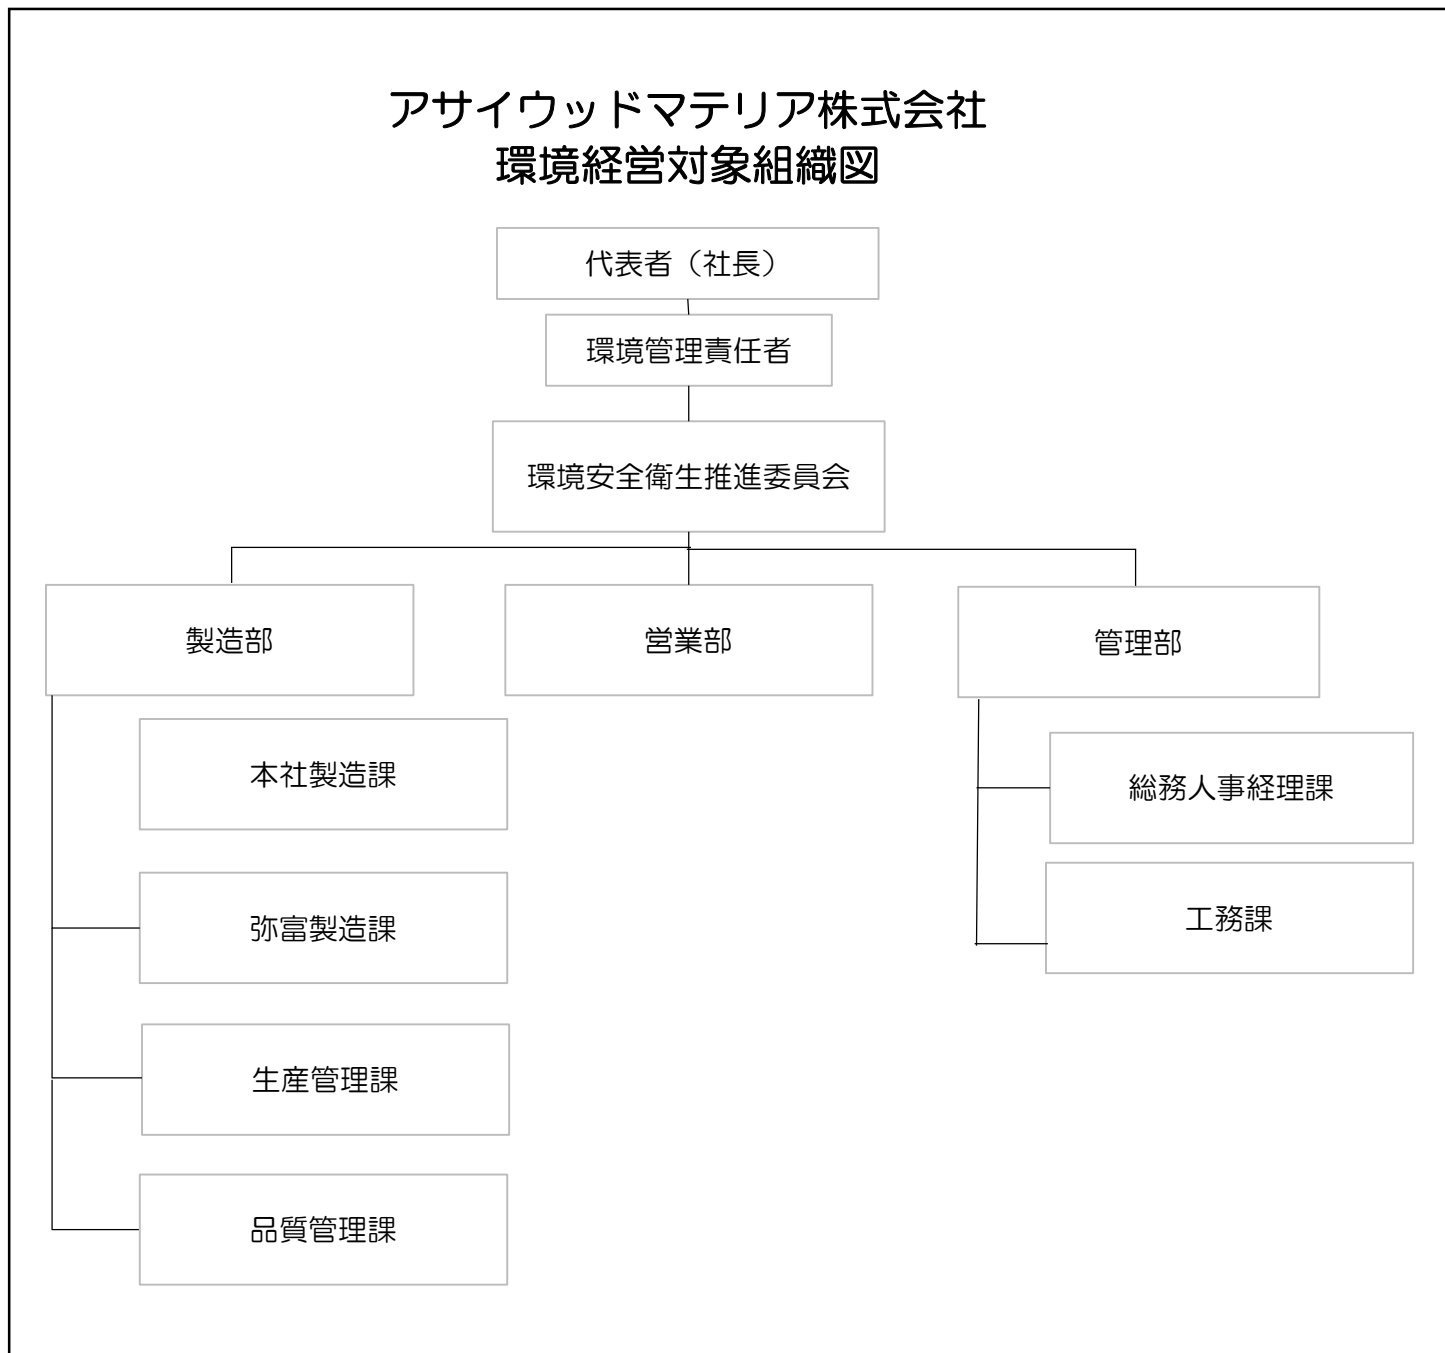 アサイウッドマテリア株式会社
環境経営対象組織図
代表者（社長）
環境管理責任者
環境安全衛生推進委員会
製造部
営業部
管理部
本社製造課
総務人事経理課
弥富製造課
工務課
生産管理課
品質管理課